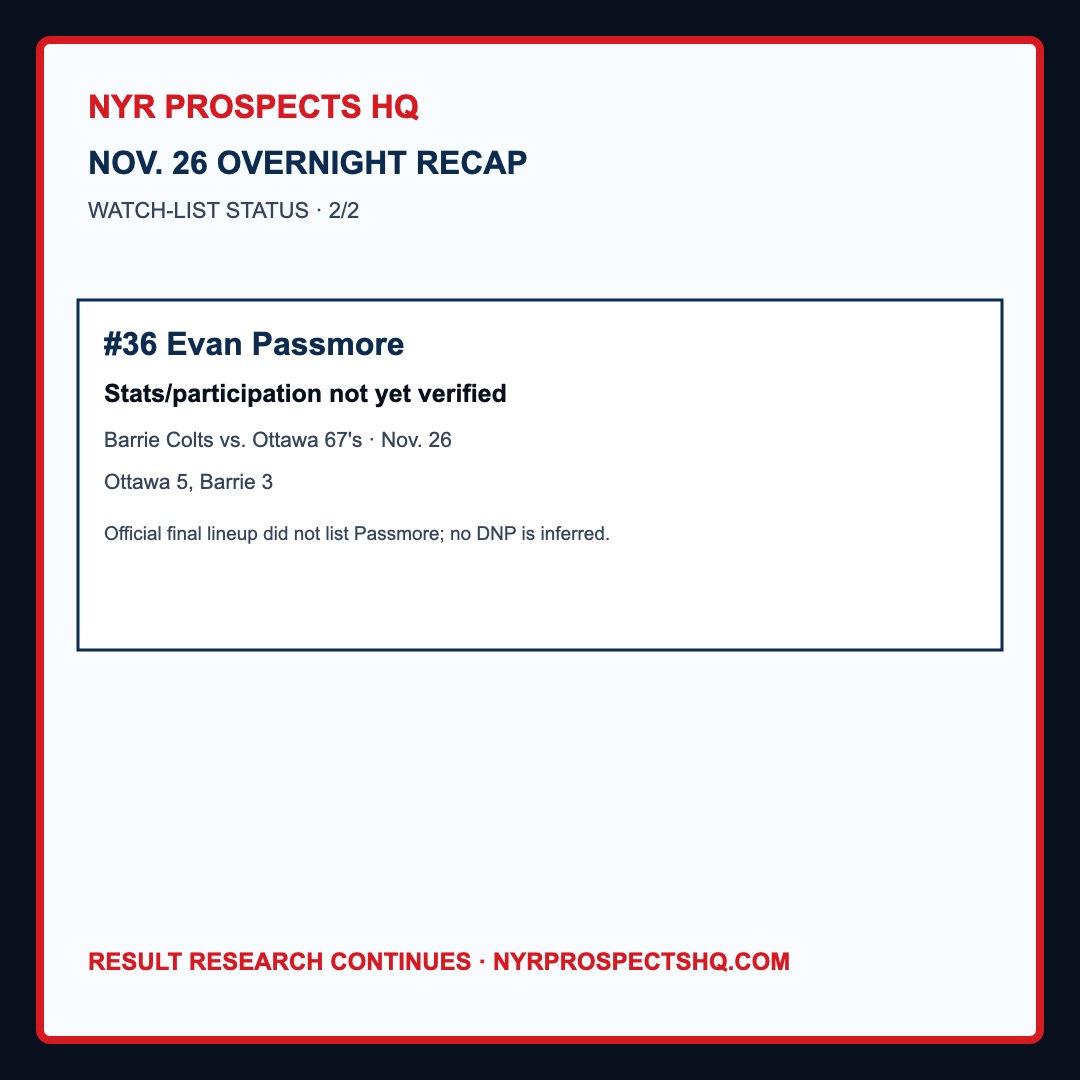 NYR PROSPECTS HQ
NOV. 26 OVERNIGHT RECAP
WATCH-LIST STATUS · 2/2
#36 Evan Passmore
Stats/participation not yet verified
Barrie Colts vs. Ottawa 67's · Nov. 26
Ottawa 5, Barrie 3
Official final lineup did not list Passmore; no DNP is inferred.
RESULT RESEARCH CONTINUES · NYRPROSPECTSHQ.COM